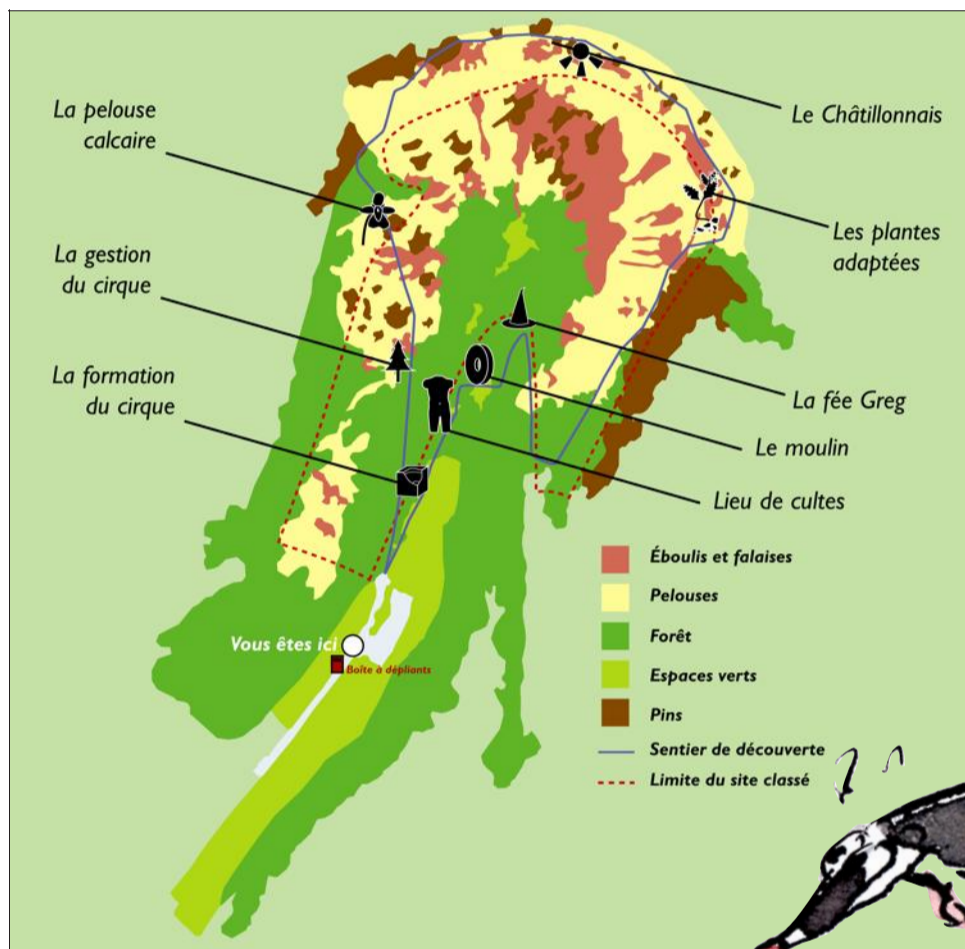 La pelouse
calcaire
La gestion
du cirque
La formation
du cirque
Le Châtillonnais
Les plantes
adaptées
La fée Greg
Le moulin
Lieu de cultes
Éboulis et falaises
Pelouses
Forêt
Espaces verts
Pins
Sentier de découverte
Limite du site classé
Vous êtes ici
Boîte à dépliants